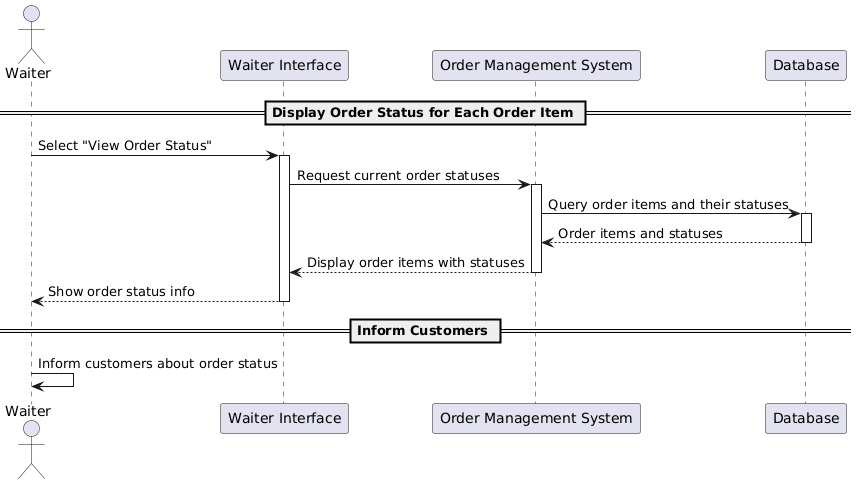 Waiter
Waiter Interface
Order Management System
Database
Display Order Status for Each Order Item
Select "View Order Status"
Request current order statuses
Query order items and their statuses
Order items and statuses
Display order items with statuses
Show order status info
Inform Customers
Inform customers about order status
Waiter
Waiter Interface
Order Management System
Database